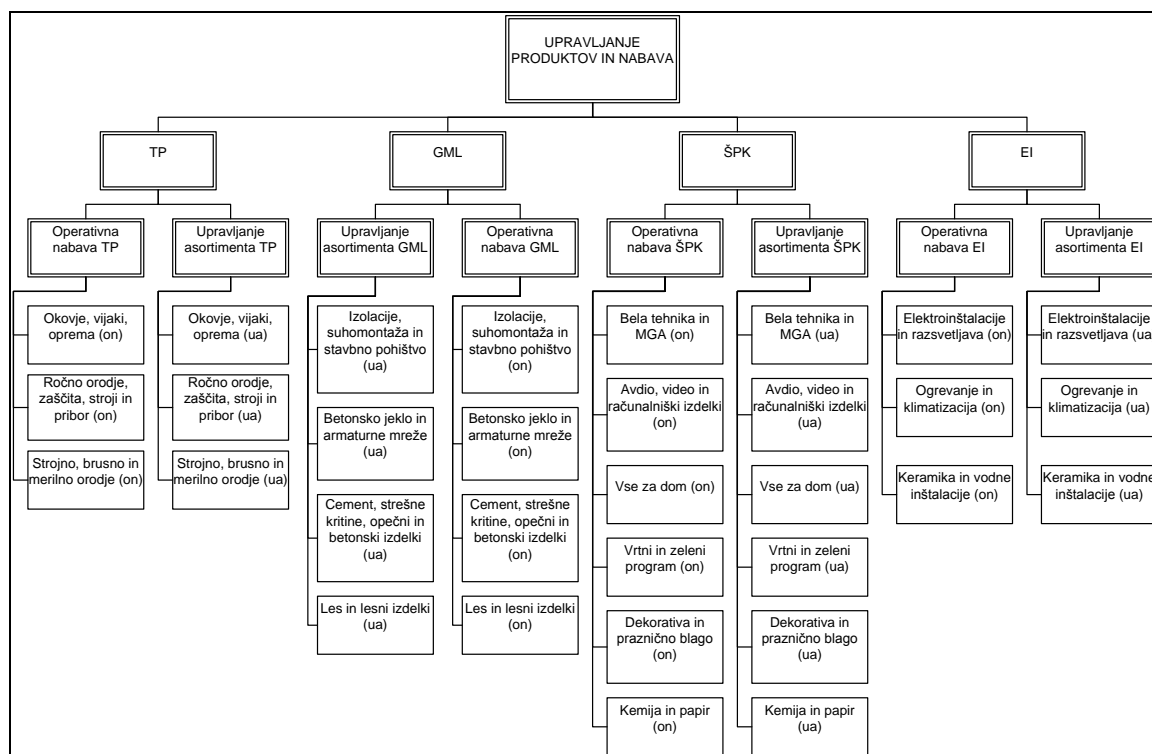 UPRAVLJANJE
PRODUKTOV IN NABAVA
TP
GML
ŠPK
EI
Operativna
nabava TP
Upravljanje
asortimenta TP
Upravljanje
asortimenta GML
Operativna
nabava GML
Operativna
nabava ŠPK
Upravljanje
asortimenta ŠPK
Operativna
nabava EI
Upravljanje
asortimenta EI
Okovje, vijaki,
oprema (on)
Ročno orodje,
zaščita, stroji in
pribor (on)
Strojno, brusno in
merilno orodje (on)
Okovje, vijaki,
oprema (ua)
Ročno orodje,
zaščita, stroji in
pribor (ua)
Strojno, brusno in
merilno orodje (ua)
Izolacije,
suhomontaža in
stavbno pohištvo
(ua)
Betonsko jeklo in
armaturne mreže
(ua)
Cement, strešne
kritine, opečni in
betonski izdelki
(ua)
Les in lesni izdelki
(ua)
Izolacije,
suhomontaža in
stavbno pohištvo
(on)
Betonsko jeklo in
armaturne mreže
(on)
Cement, strešne
kritine, opečni in
betonski izdelki
(on)
Les in lesni izdelki
(on)
Bela tehnika in
MGA (on)
Avdio, video in
računalniški izdelki
(on)
Vse za dom (on)
Vrtni in zeleni
program (on)
Dekorativa in
praznično blago
(on)
Kemija in papir
(on)
Bela tehnika in
MGA (ua)
Avdio, video in
računalniški izdelki
(ua)
Vse za dom (ua)
Vrtni in zeleni
program (ua)
Dekorativa in
praznično blago
(ua)
Kemija in papir
(ua)
Elektroinštalacije
in razsvetljava (on)
Ogrevanje in
klimatizacija (on)
Keramika in vodne
inštalacije (on)
Elektroinštalacije
in razsvetljava (ua)
Ogrevanje in
klimatizacija (ua)
Keramika in vodne
inštalacije (ua)